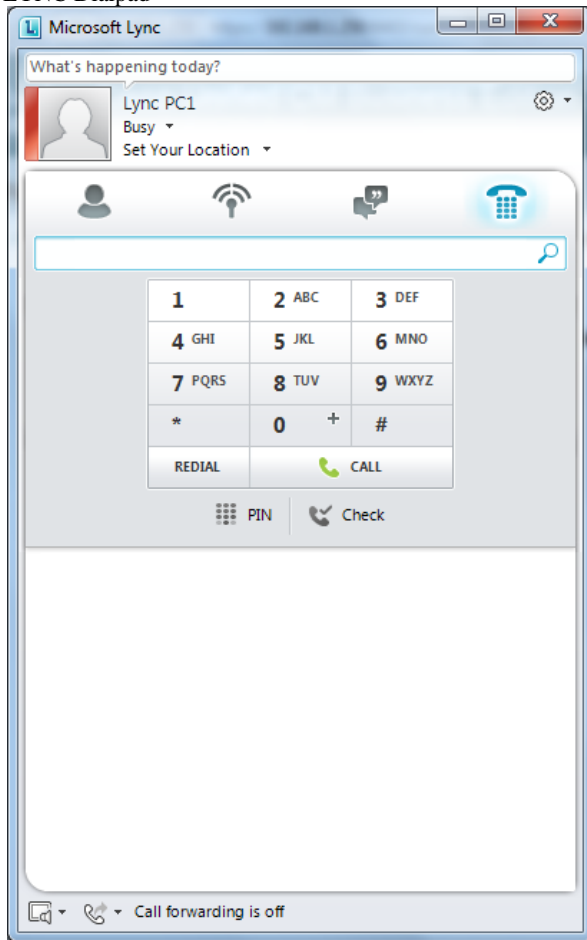 Microsoft Lync
What's happening today?
Lync PC1
Busy
Set Your Location
1 2 ABC 3 DEF
4 GHI 5 JKL 6 MNO
7 PQRS 8 TUV 9 WXYZ
* 0 + #
REDIAL CALL
PIN Check
Call forwarding is off